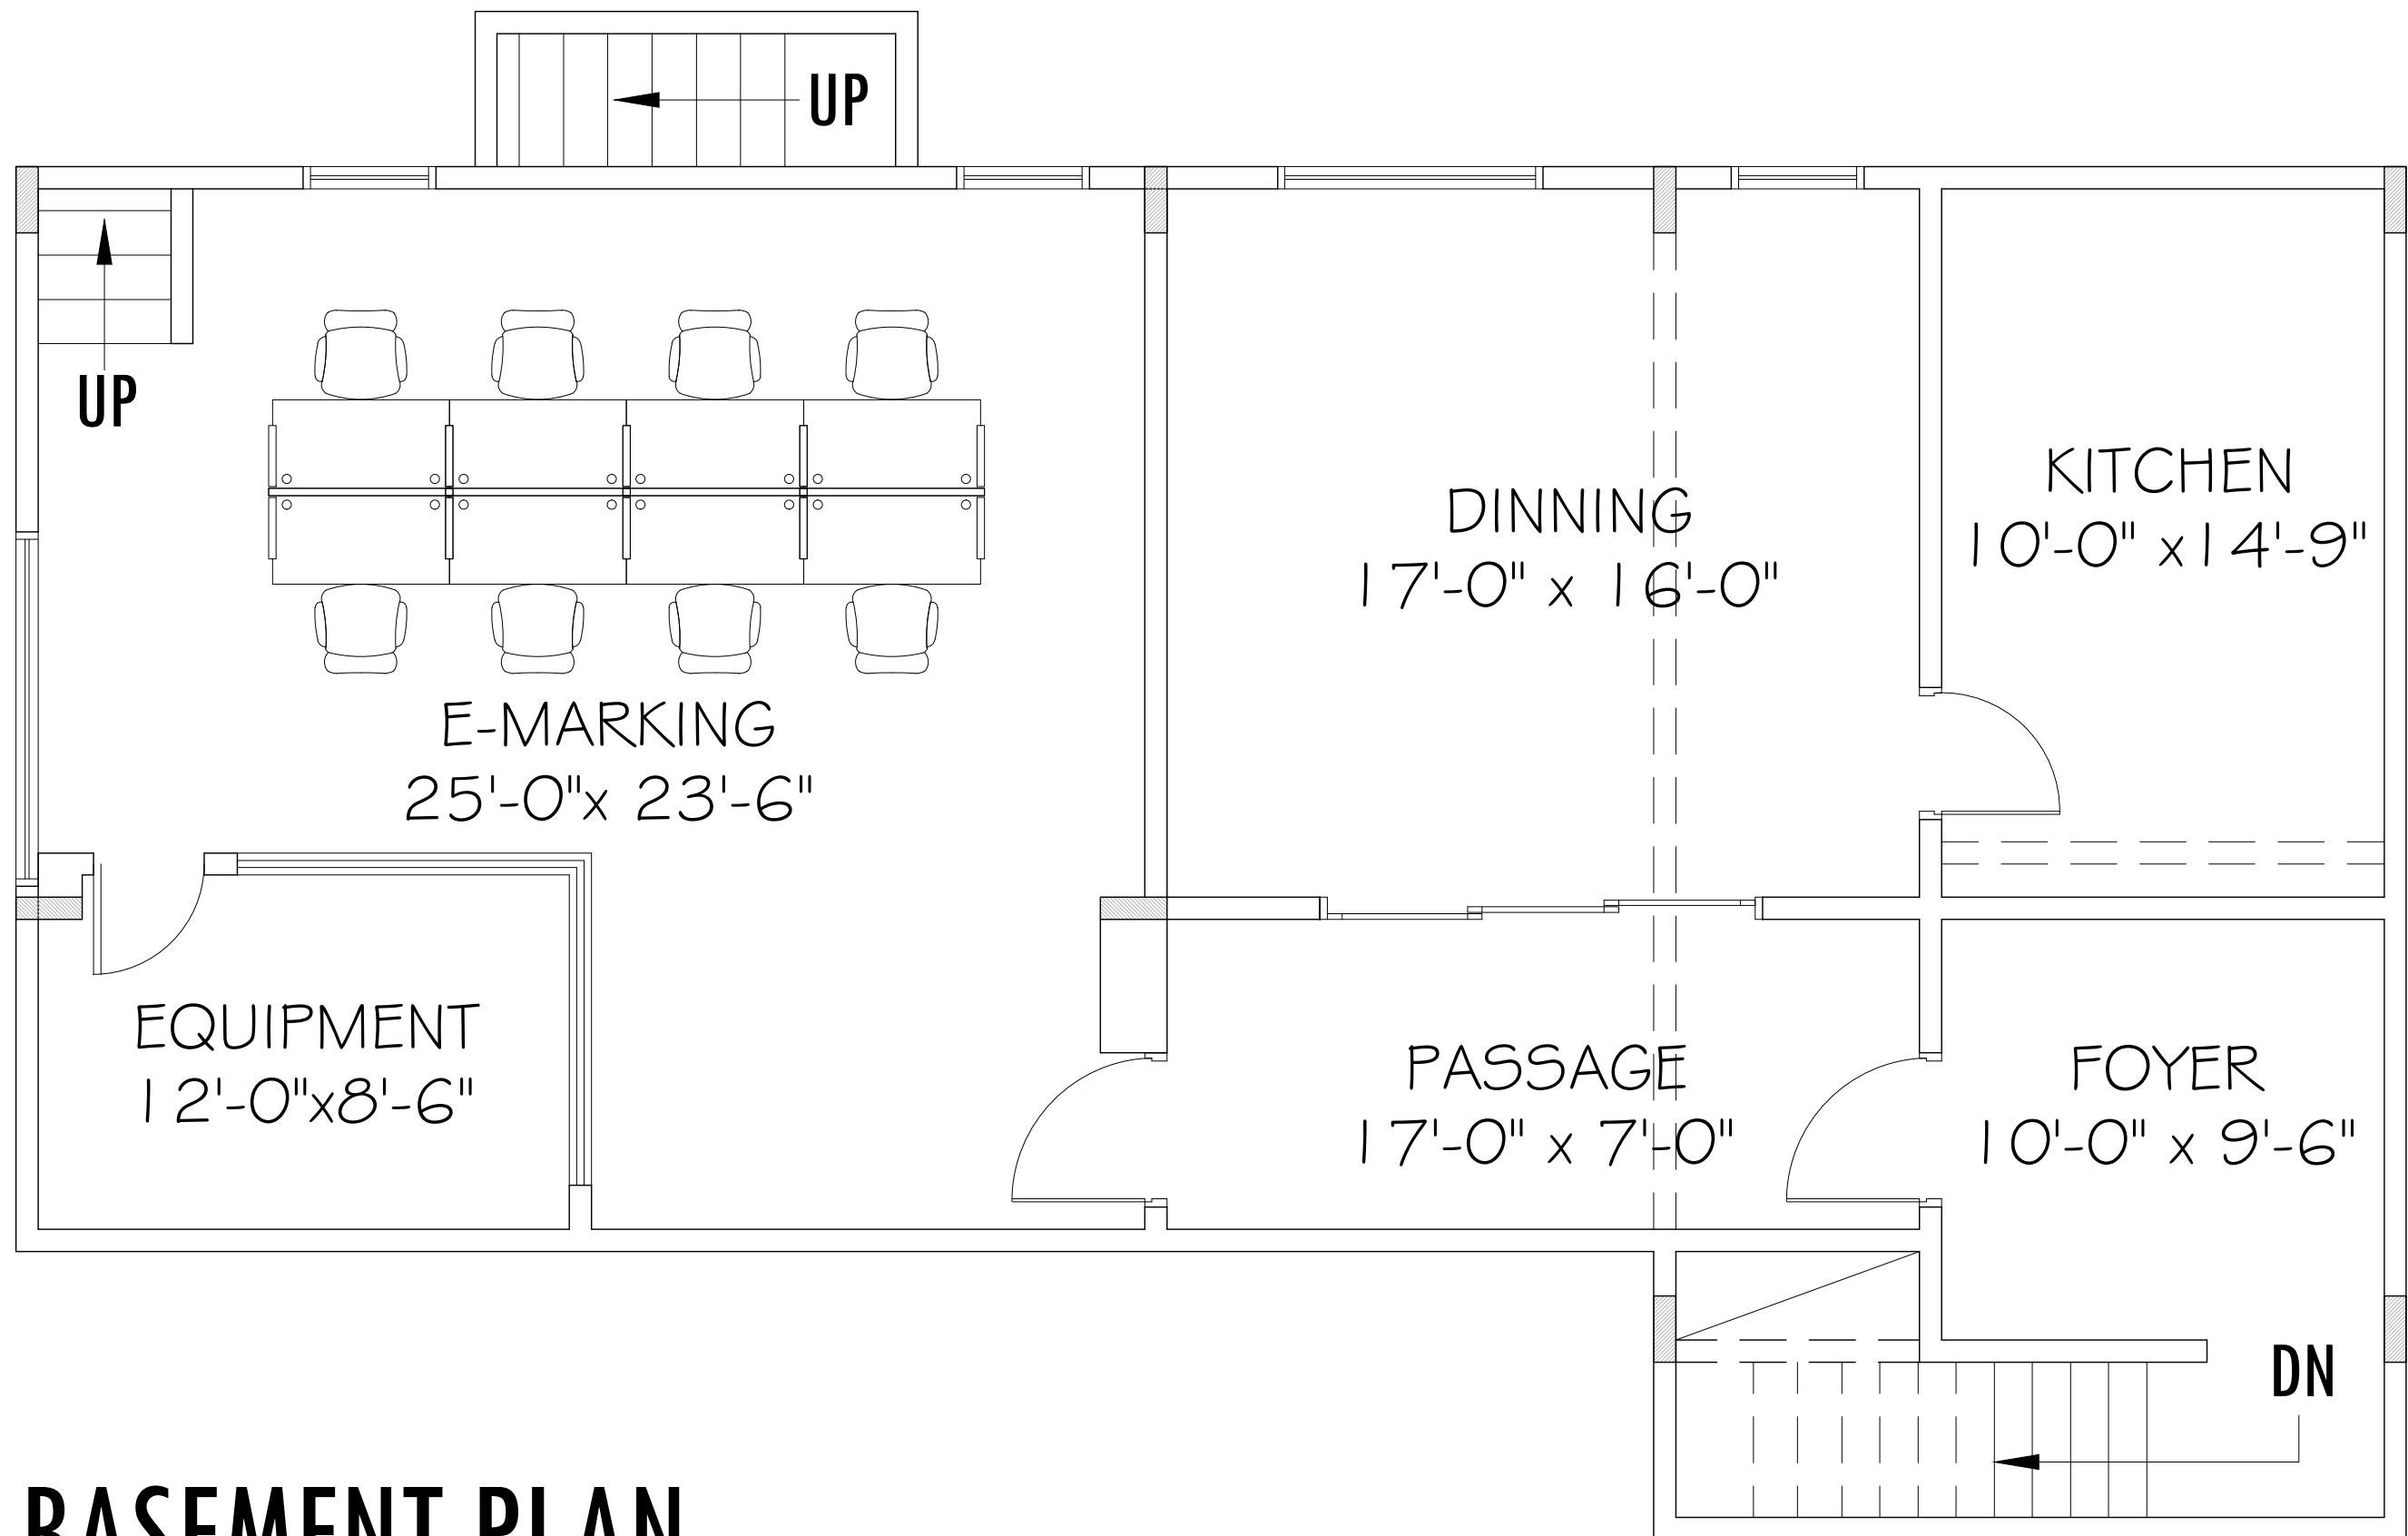 UP
UP
KITCHEN
10'-0" x14'-9"
DINNING
17'-0" x 16'-0"
E-MARKING
25'-0"x 23'-6"
EQUIPMENT
12'-0"x8'-6"
PASSAGE
17'-0" x 7'-0"
FOYER
10'-0" x 9'-6"
DN
BASEMENT PLAN